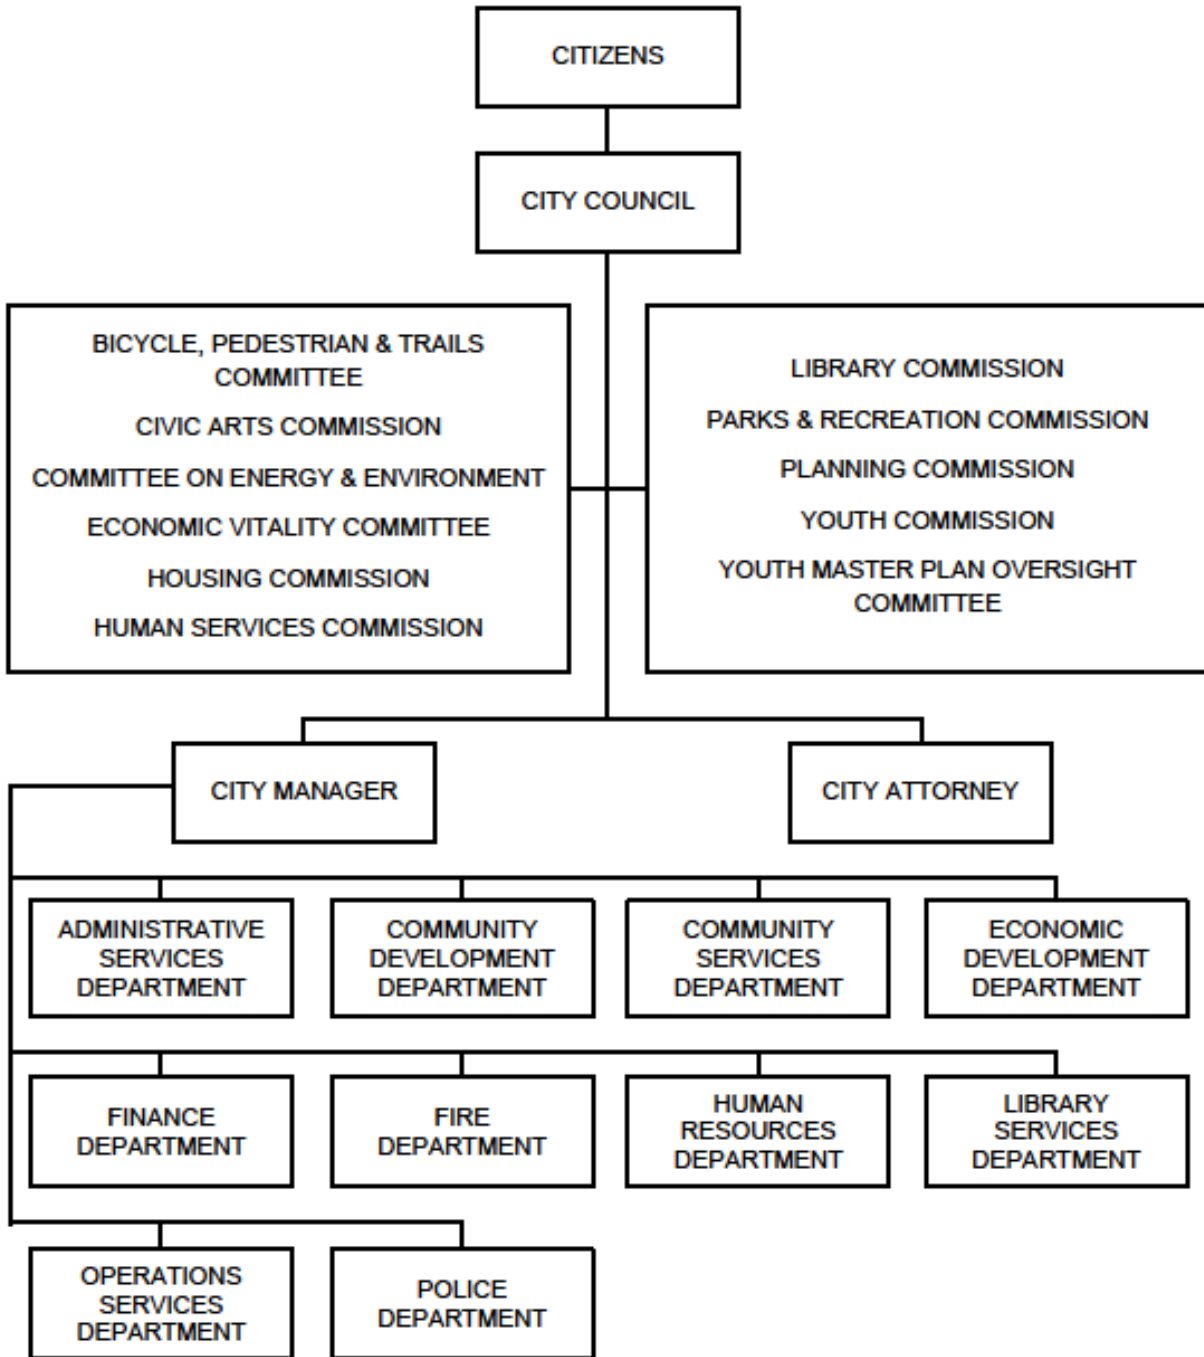 CITIZENS
CITY COUNCIL
BICYCLE, PEDESTRIAN & TRAILS
COMMITTEE
CIVIC ARTS COMMISSION
COMMITTEE ON ENERGY & ENVIRONMENT
ECONOMIC VITALITY COMMITTEE
HOUSING COMMISSION
HUMAN SERVICES COMMISSION
LIBRARY COMMISSION
PARKS & RECREATION COMMISSION
PLANNING COMMISSION
YOUTH COMMISSION
YOUTH MASTER PLAN OVERSIGHT
COMMITTEE
CITY MANAGER
CITY ATTORNEY
ADMINISTRATIVE
SERVICES
DEPARTMENT
COMMUNITY
DEVELOPMENT
DEPARTMENT
COMMUNITY
SERVICES
DEPARTMENT
ECONOMIC
DEVELOPMENT
DEPARTMENT
FINANCE
DEPARTMENT
FIRE
DEPARTMENT
HUMAN
RESOURCES
DEPARTMENT
LIBRARY
SERVICES
DEPARTMENT
OPERATIONS
SERVICES
DEPARTMENT
POLICE
DEPARTMENT